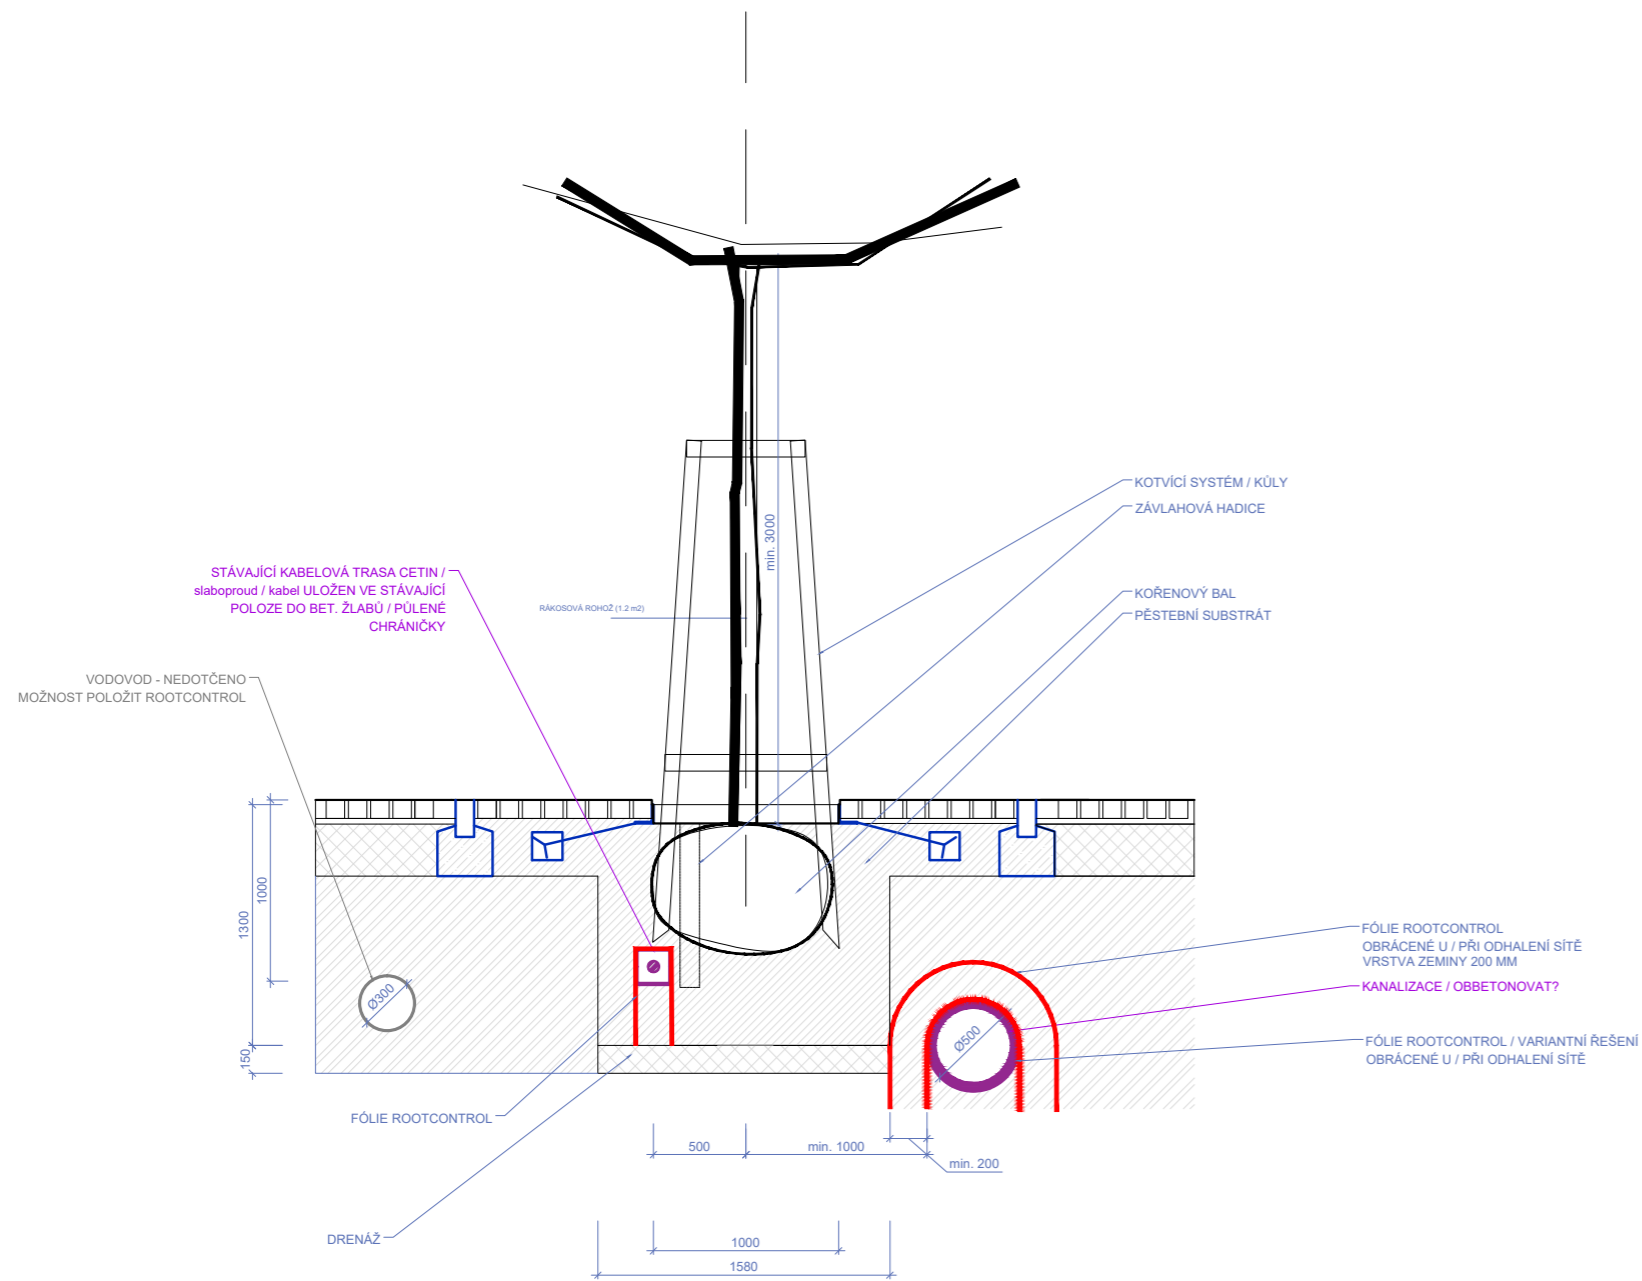 KOTVÍCÍ SYSTÉM / KŮLY
ZÁVLAHOVÁ HADICE
min. 3000
STÁVAJÍCÍ KABELOVÁ TRASA CETIN /
slaboproud / kabel ULOŽEN VE STÁVAJÍCÍ
POLOZE DO BET. ŽLABŮ / PŮLENÉ
CHRÁNIČKY
RÁKOSOVÁ ROHOŽ (1.2 m2)
KOŘENOVÝ BAL
PĚSTEBNÍ SUBSTRÁT
VODOVOD - NEDOTČENO
MOŽNOST POLOŽIT ROOTCONTROL
1000
1300
150
Ø300
FÓLIE ROOTCONTROL
OBRÁCENÉ U / PŘI ODHALENÍ SÍTĚ
VRSTVA ZEMINY 200 MM
KANALIZACE / OBBETONOVAT?
Ø500
FÓLIE ROOTCONTROL / VARIANTNÍ ŘEŠENÍ
OBRÁCENÉ U / PŘI ODHALENÍ SÍTĚ
FÓLIE ROOTCONTROL
500
min. 1000
min. 200
DRENÁŽ
1000
1580